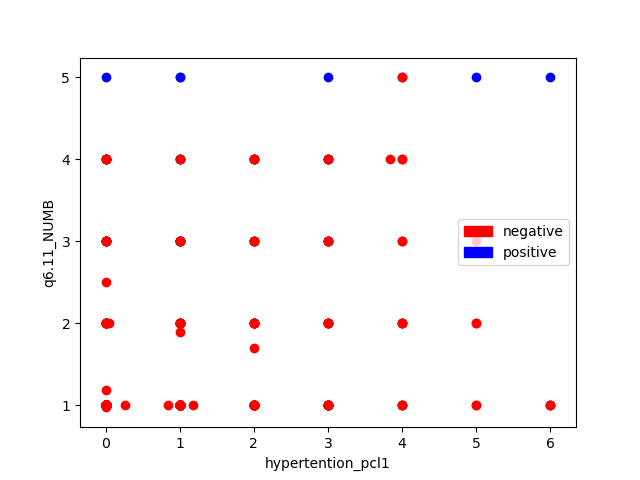 5
4
3
2
1
q6.11_NUMB
negative
positive
0 1 2 3 4 5 6
hypertention_pcl1